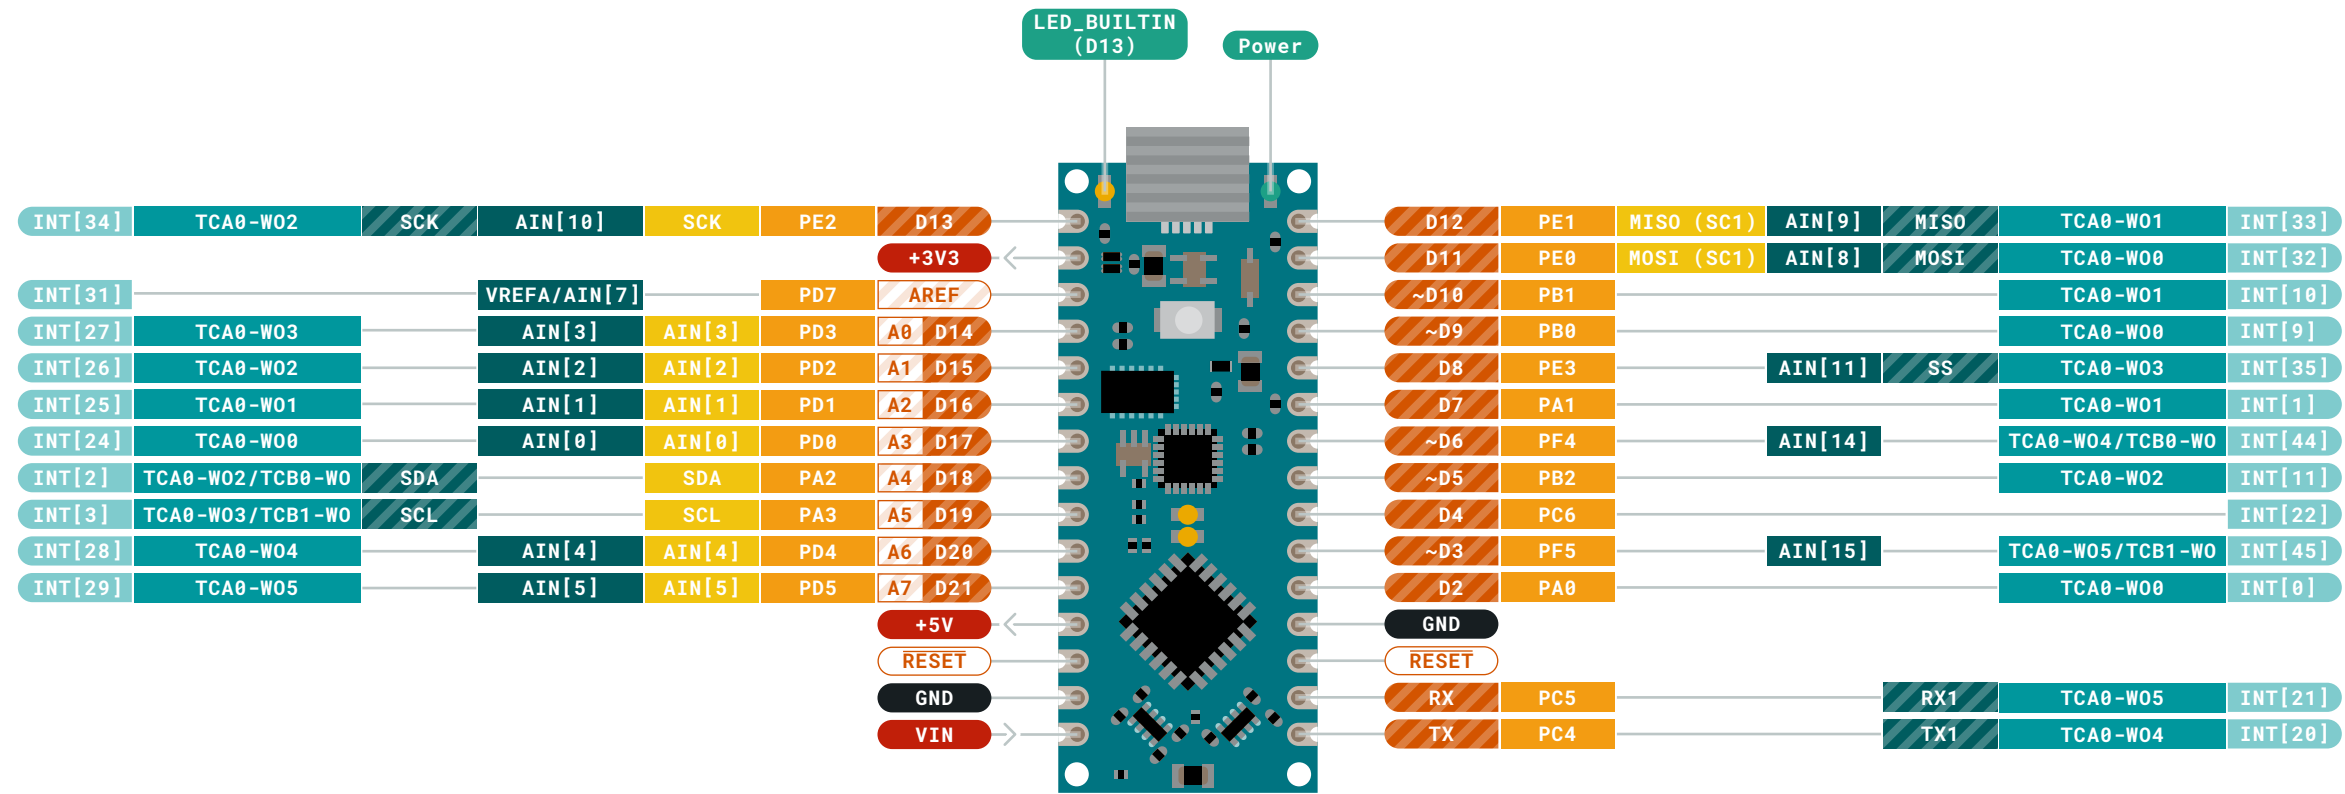 LED_BUILTIN
(D13)
Power
INT[34] TCA0-WO2 SCK AIN[10] SCK PE2 D13
D12 PE1 MISO (SC1) AIN[9] MISO TCA0-WO1 INT[33]
+3V3
D11 PE0 MOSI (SC1) AIN[8] MOSI TCA0-WO0 INT[32]
INT[31] VREFA/AIN[7] PD7 AREF
~D10 PB1 TCA0-WO1 INT[10]
INT[27] TCA0-WO3 AIN[3] AIN[3] PD3 A0 D14
~D9 PB0 TCA0-WO0 INT[9]
INT[26] TCA0-WO2 AIN[2] AIN[2] PD2 A1 D15
D8 PE3 AIN[11] SS TCA0-WO3 INT[35]
INT[25] TCA0-WO1 AIN[1] AIN[1] PD1 A2 D16
D7 PA1 TCA0-WO1 INT[1]
INT[24] TCA0-WO0 AIN[0] AIN[0] PD0 A3 D17
~D6 PF4 AIN[14] TCA0-WO4/TCB0-WO INT[44]
INT[2] TCA0-WO2/TCB0-WO SDA SDA PA2 A4 D18
~D5 PB2 TCA0-WO2 INT[11]
INT[3] TCA0-WO3/TCB1-WO SCL SCL PA3 A5 D19
D4 PC6 INT[22]
INT[28] TCA0-WO4 AIN[4] AIN[4] PD4 A6 D20
~D3 PF5 AIN[15] TCA0-WO5/TCB1-WO INT[45]
INT[29] TCA0-WO5 AIN[5] AIN[5] PD5 A7 D21
D2 PA0 TCA0-WO0 INT[0]
+5V
GND
RESET
RESET
GND
RX PC5 RX1 TCA0-WO5 INT[21]
VIN
TX PC4 TX1 TCA0-WO4 INT[20]